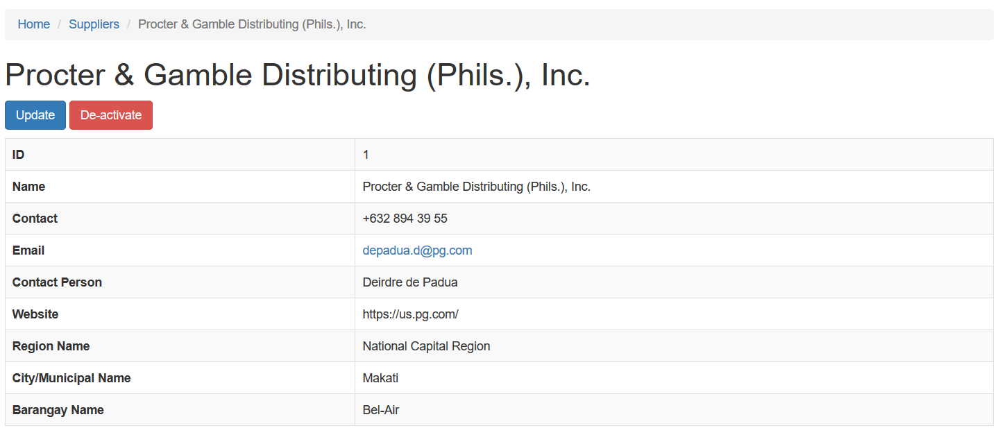 Home / Suppliers / Procter & Gamble Distributing (Phils.), Inc.
Procter & Gamble Distributing (Phils.), Inc.
Update De-activate
ID 1
Name Procter & Gamble Distributing (Phils.), Inc.
Contact +632 894 39 55
Email depadua.d@pg.com
Contact Person Deirdre de Padua
Website https://us.pg.com/
Region Name National Capital Region
City/Municipal Name Makati
Barangay Name Bel-Air